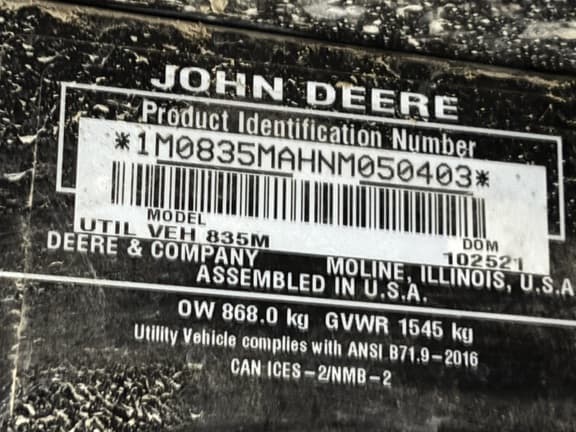 JOHN DEERE
Product Identification Number
*1M0835MAHNM050403*
MODEL
UTIL VEH 835M
DOM
102521
DEERE & COMPANY MOLINE, ILLINOIS, U.S.A
ASSEMBLED IN U.S.A.
OW 868.0 kg GVWR 1545 kg
Utility Vehicle complies with ANSI B71.9-2016
CAN ICES-2/NMB-2